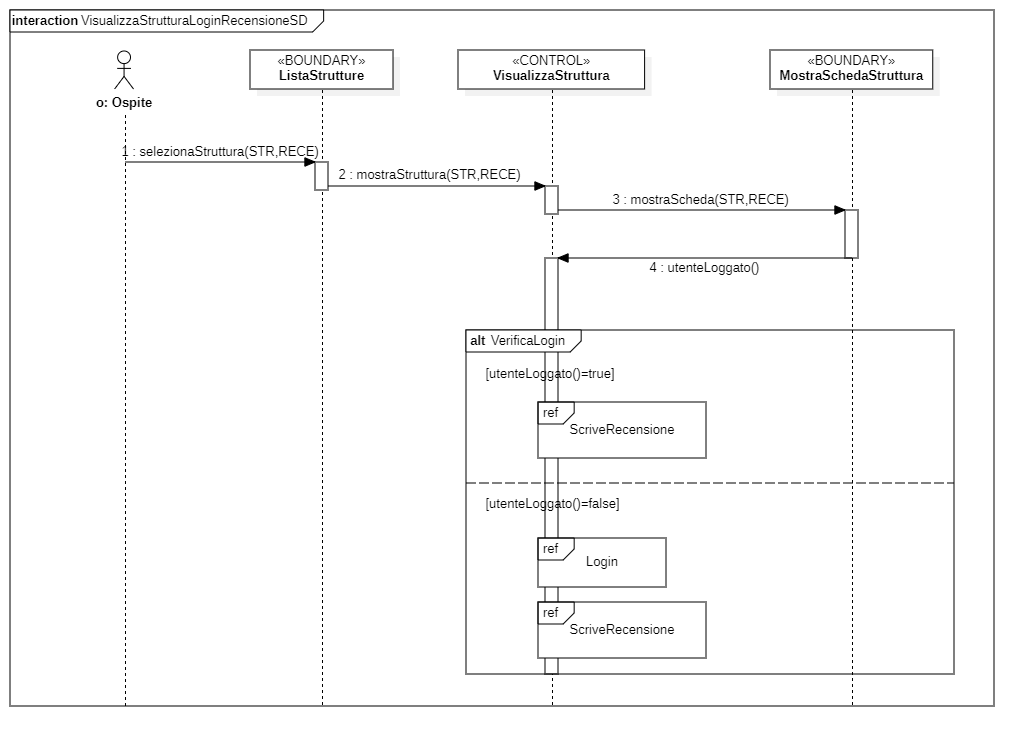 interaction VisualizzaStrutturaLoginRecensioneSD
«BOUNDARY»
ListaStrutture
«CONTROL»
VisualizzaStruttura
«BOUNDARY»
MostraSchedaStruttura
o: Ospite
1 : selezionaStruttura(STR,RECE)
2 : mostraStruttura(STR,RECE)
3 : mostraScheda(STR,RECE)
4 : utenteLoggato()
alt VerificaLogin
[utenteLoggato()=true]
ref
ScriveRecensione
[utenteLoggato()=false]
ref
Login
ref
ScriveRecensione